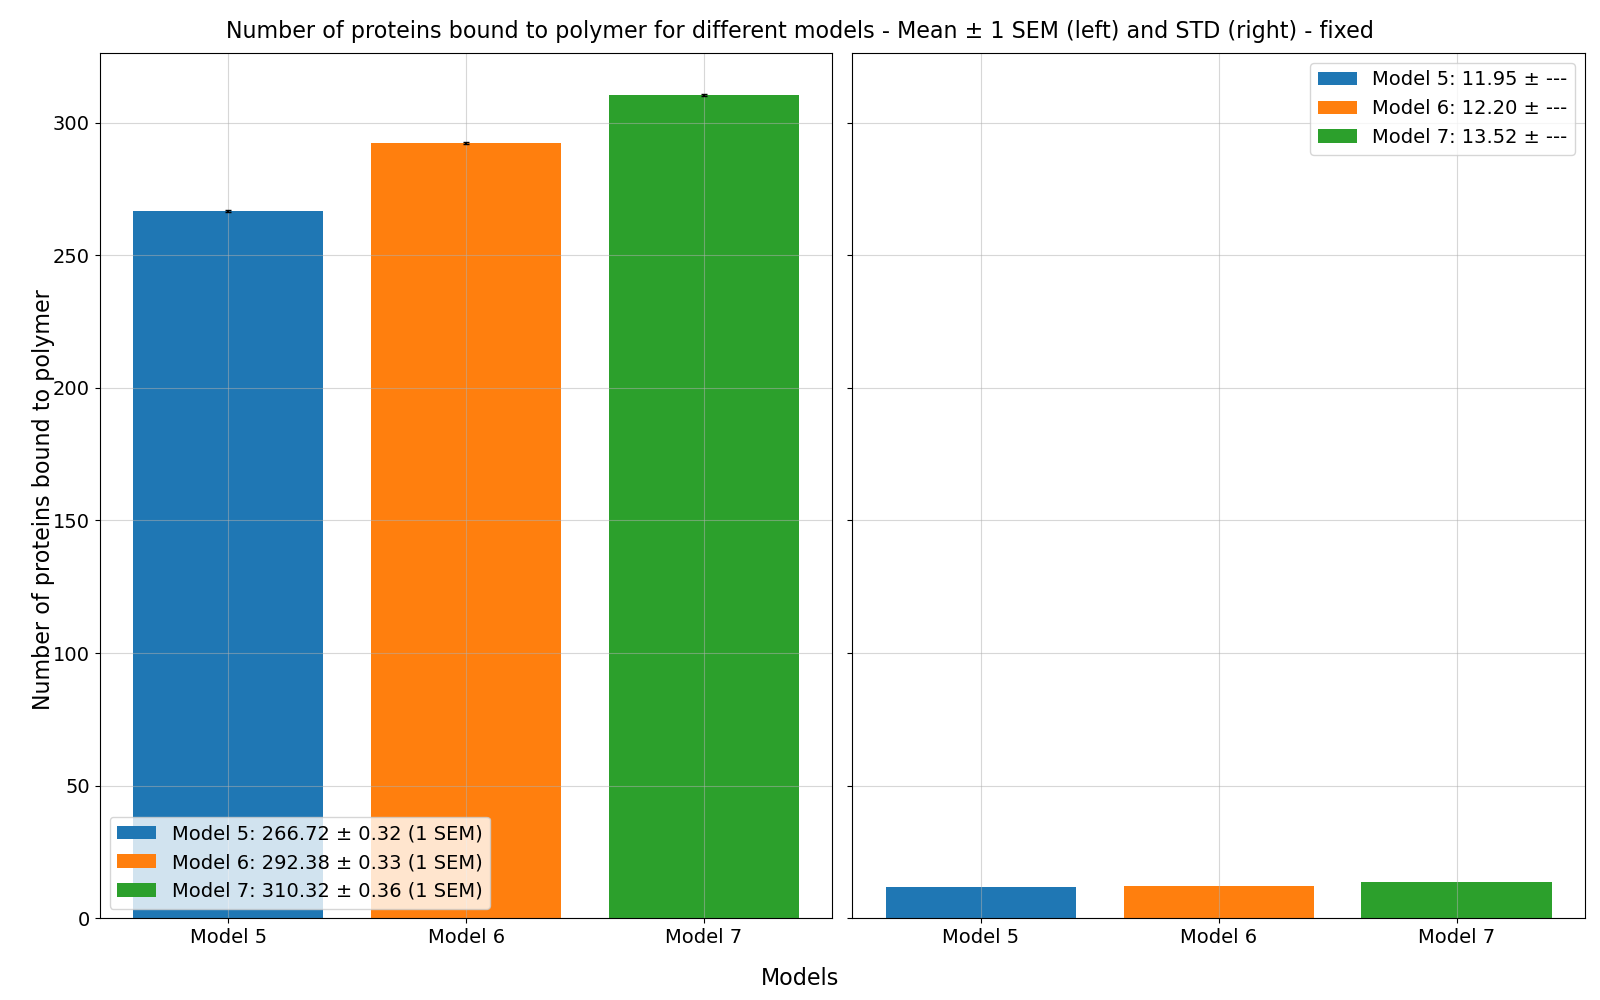 Number of proteins bound to polymer for different models - Mean ± 1 SEM (left) and STD (right) - fixed
Number of proteins bound to polymer
300
250
200
150
100
50
0
Model 5: 266.72 ± 0.32 (1 SEM)
Model 6: 292.38 ± 0.33 (1 SEM)
Model 7: 310.32 ± 0.36 (1 SEM)
Model 5
Model 6
Model 7
Model 5: 11.95 ± ---
Model 6: 12.20 ± ---
Model 7: 13.52 ± ---
Model 5
Model 6
Model 7
Models